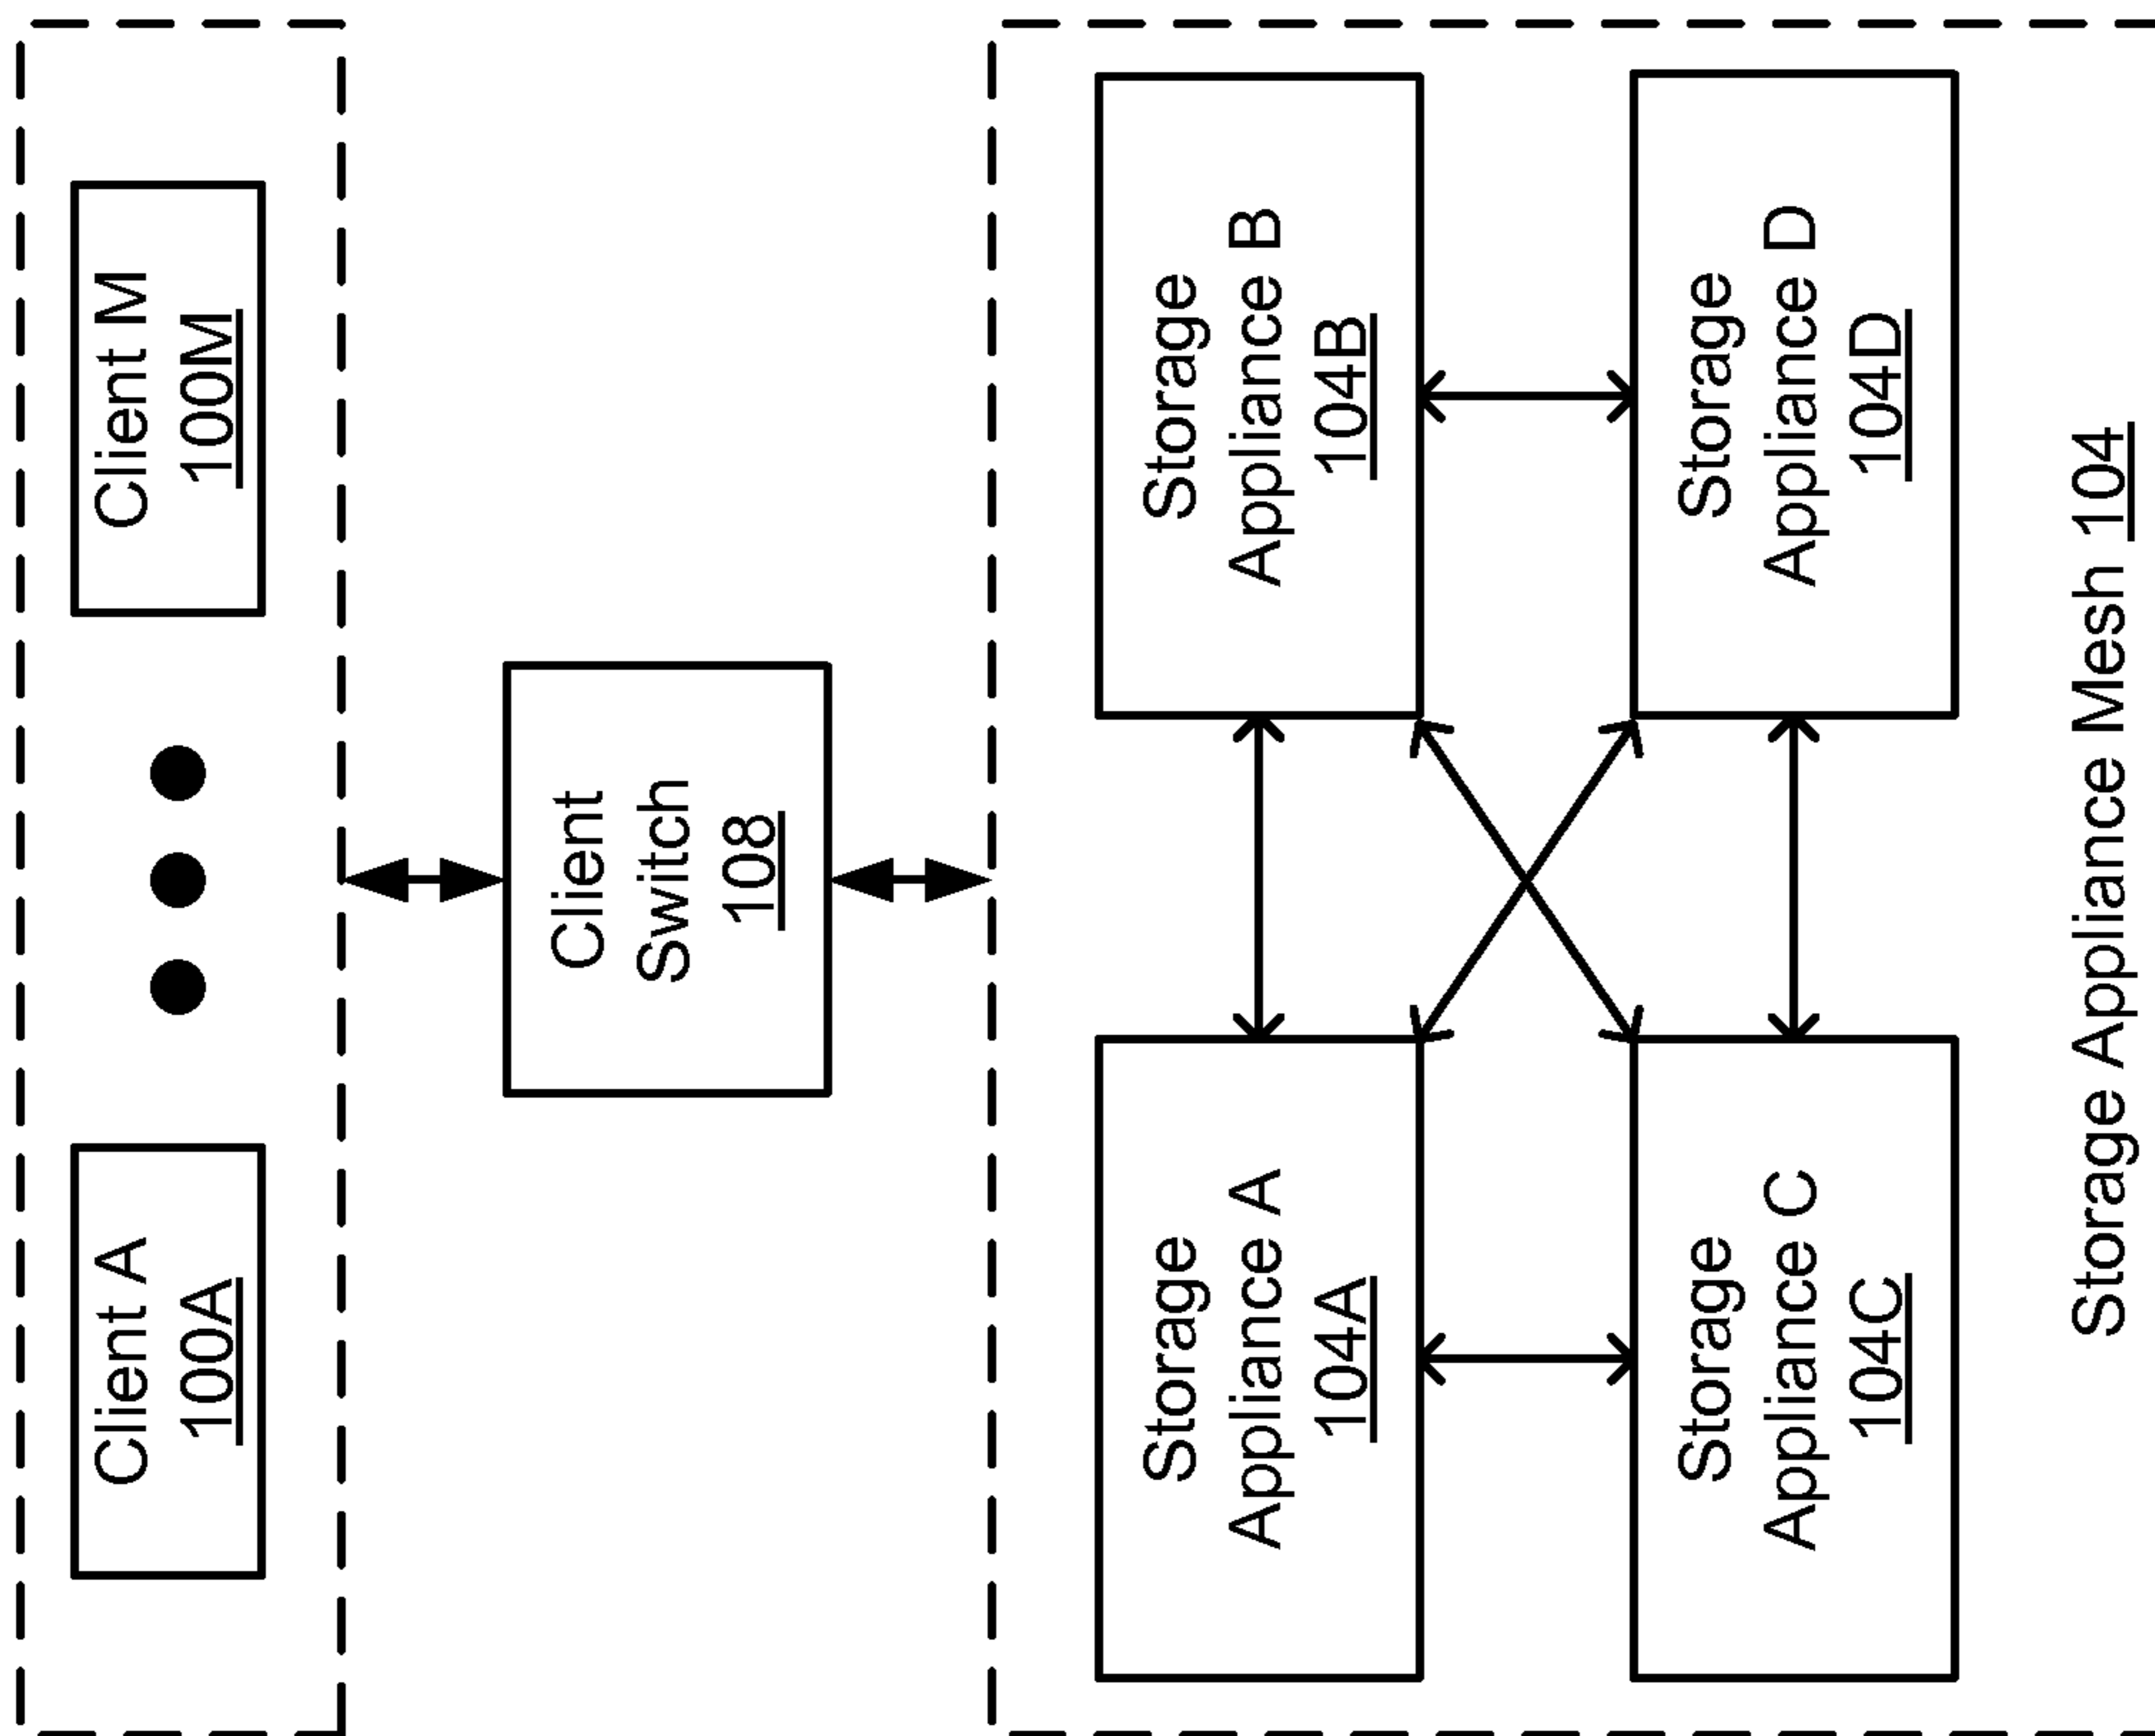 Client A
100A
Client M
100M
Client
Switch
108
Storage
Appliance A
104A
Storage
Appliance B
104B
Storage
Appliance C
104C
Storage
Appliance D
104D
Storage Appliance Mesh 104